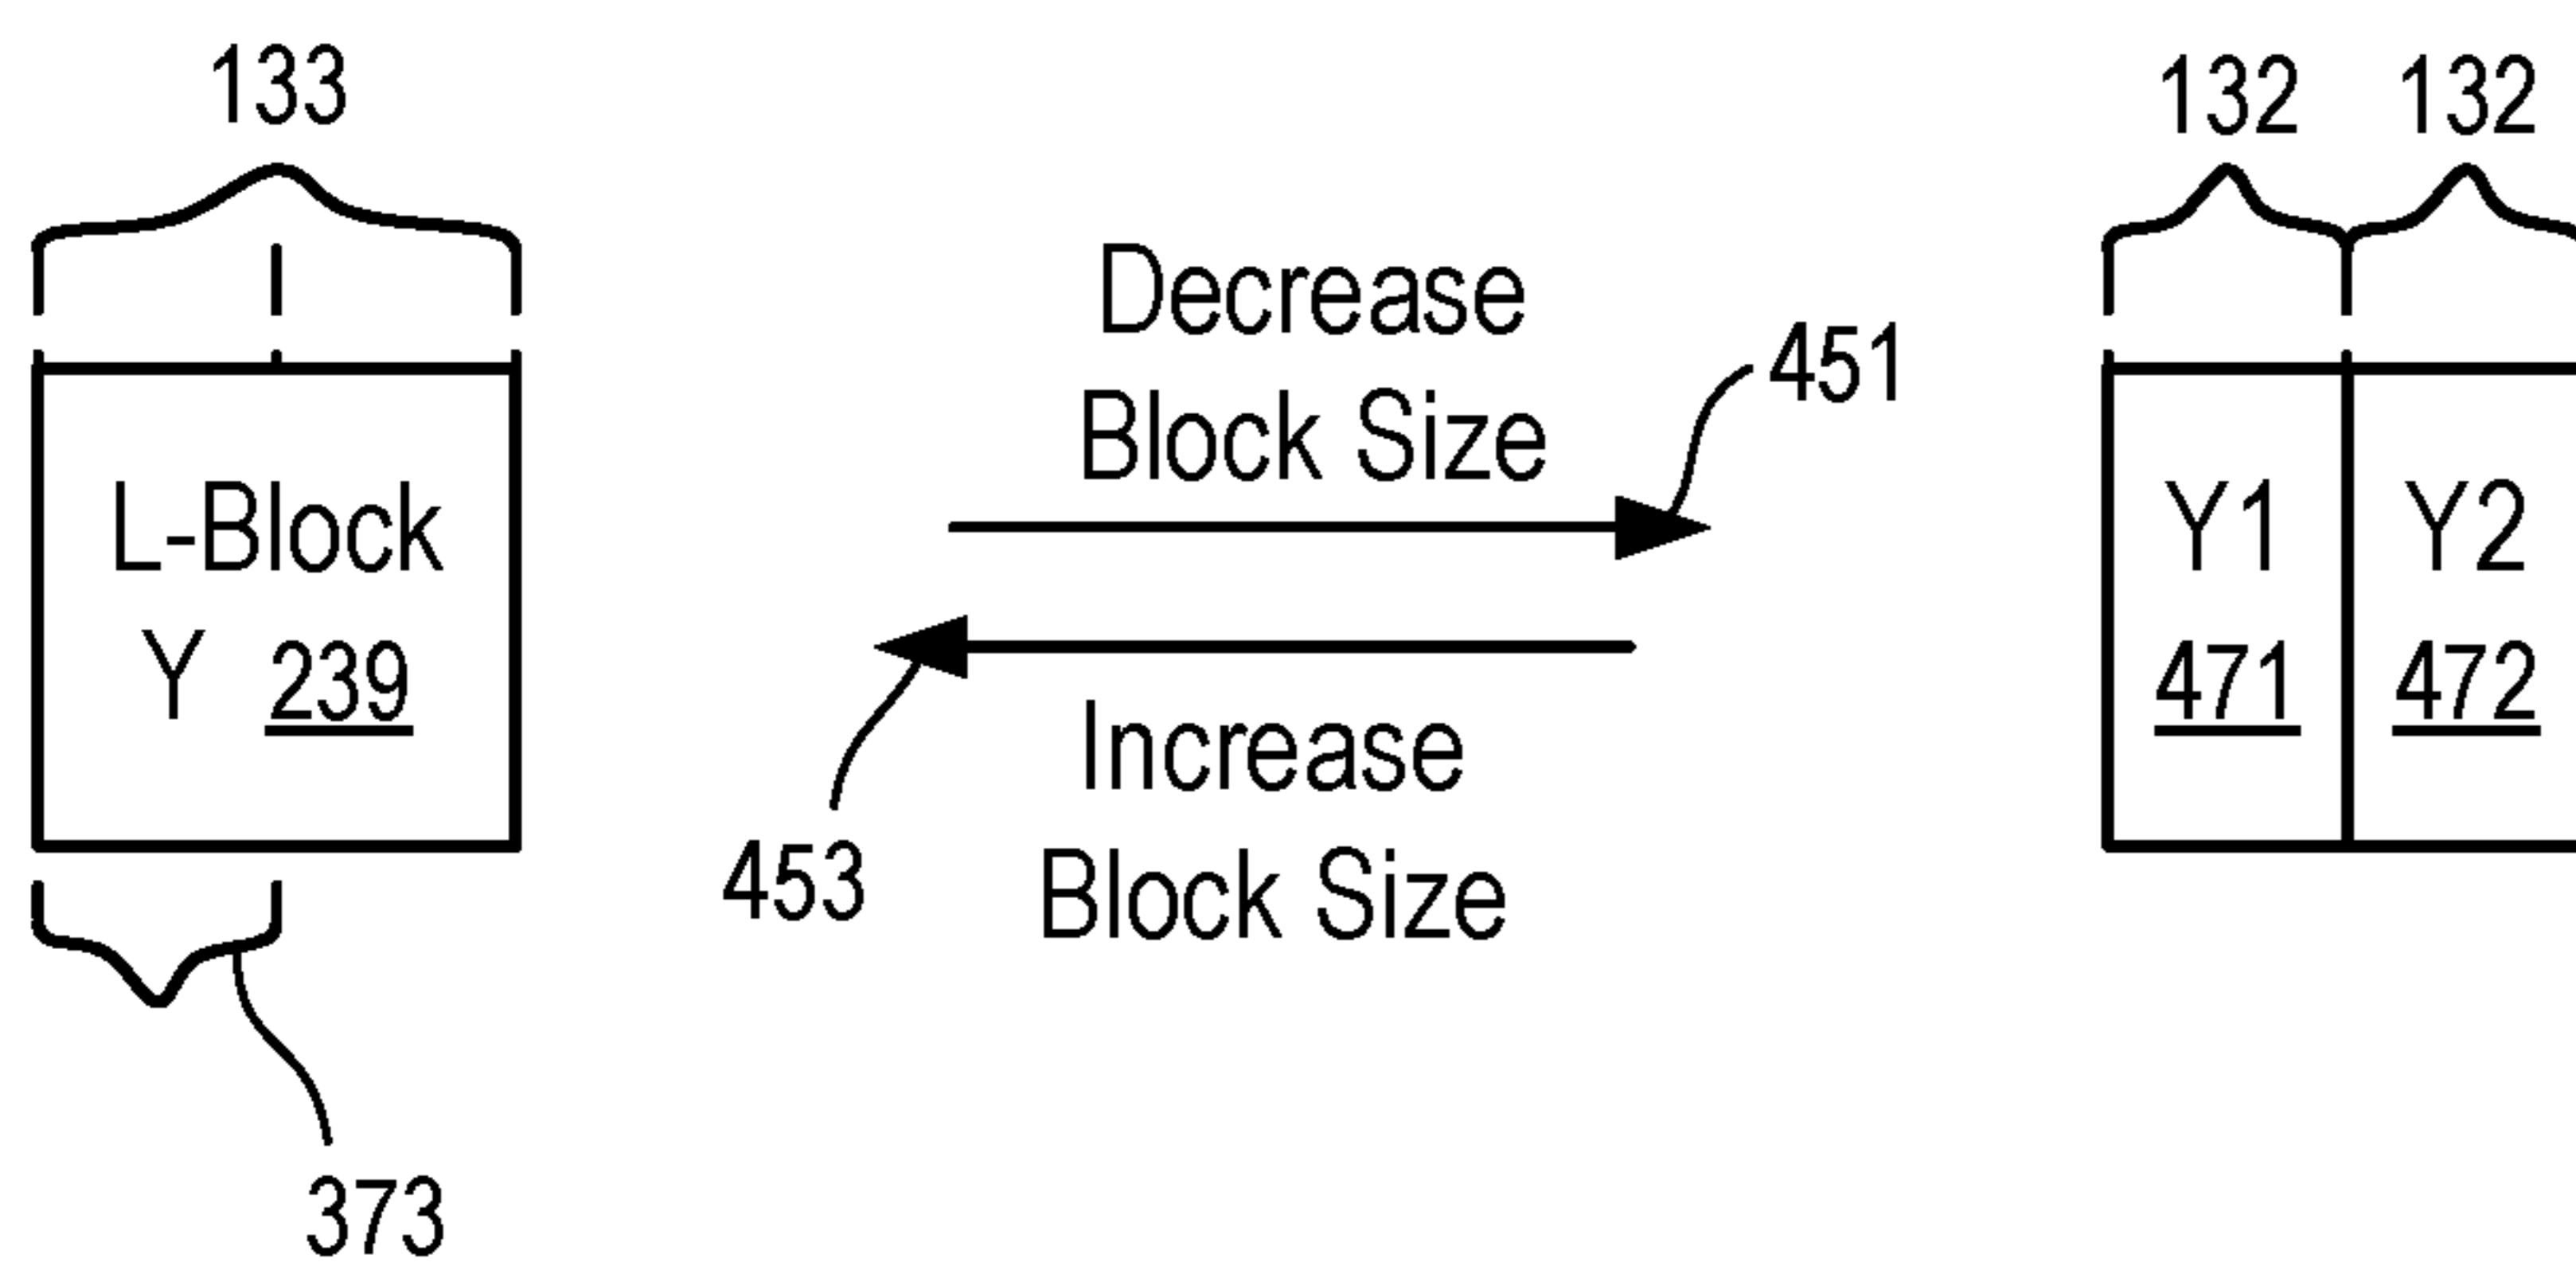 133
L-Block
Y 239
373
Decrease
Block Size
451
453
Increase
Block Size
132 132
Y1 Y2
471 472